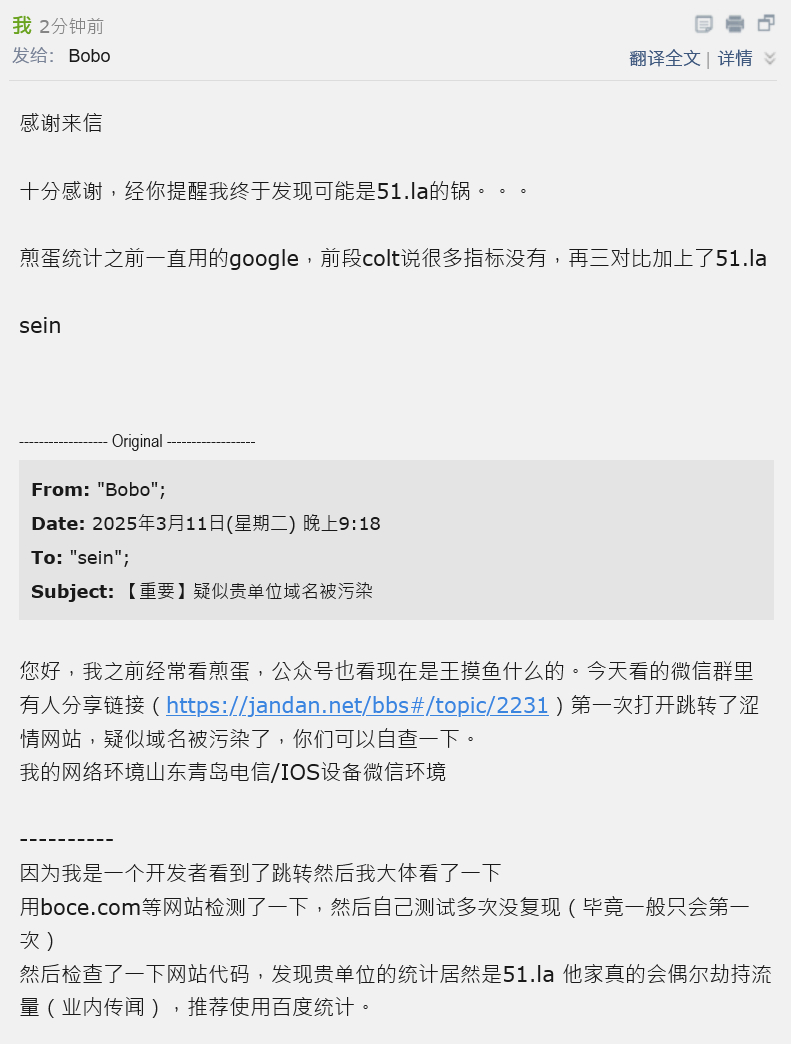 我 2分钟前
发给： Bobo
翻译全文 | 详情
感谢来信
十分感谢，经你提醒我终于发现可能是51.la的锅。。。
煎蛋统计之前一直用的google，前段colt说很多指标没有，再三对比加上了51.la
sein
------------------ Original ------------------
From: "Bobo";
Date: 2025年3月11日(星期二) 晚上9:18
To: "sein";
Subject: 【重要】疑似贵单位域名被污染
您好，我之前经常看煎蛋，公众号也看现在是王摸鱼什么的。今天看的微信群里
有人分享链接（https://jandan.net/bbs#/topic/2231）第一次打开跳转了涩
情网站，疑似域名被污染了，你们可以自查一下。
我的网络环境山东青岛电信/IOS设备微信环境
----------
因为我是一个开发者看到了跳转然后我大体看了一下
用boce.com等网站检测了一下，然后自己测试多次没复现（毕竟一般只会第一
次）
然后检查了一下网站代码，发现贵单位的统计居然是51.la 他家真的会偶尔劫持流
量（业内传闻），推荐使用百度统计。